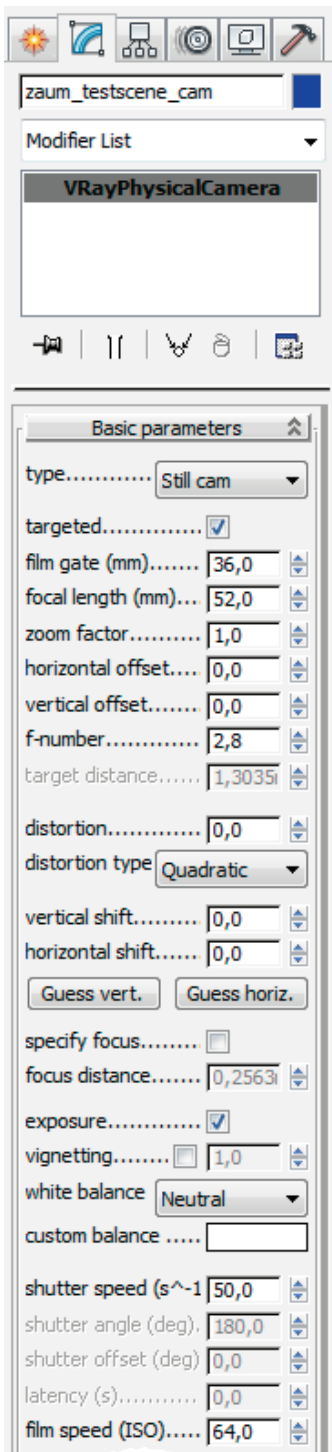 zaum_testscene_cam
Modifier List
VRayPhysicalCamera
Basic parameters
type............ Still cam
targeted..............
film gate (mm)....... 36,0
focal length (mm)... 52,0
zoom factor.......... 1,0
horizontal offset..... 0,0
vertical offset....... 0,0
f-number............. 2,8
target distance...... 1,3035
distortion............. 0,0
distortion type Quadratic
vertical shift......... 0,0
horizontal shift...... 0,0
Guess vert. Guess horiz.
specify focus........
focus distance....... 0,2563
exposure.............
vignetting........ 1,0
white balance Neutral
custom balance .....
shutter speed (s^-1 50,0
shutter angle (deg). 180,0
shutter offset (deg) 0,0
latency (s)........... 0,0
film speed (ISO)..... 64,0